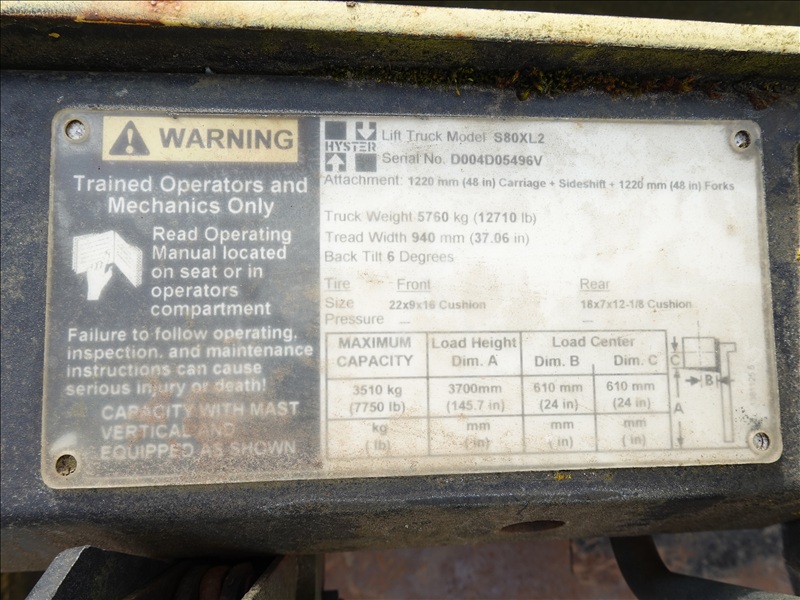 WARNING
Trained Operators and
Mechanics Only
Read Operating
Manual located
on seat or in
operators
compartment
Failure to follow operating,
inspection, and maintenance
instructions can cause
serious injury or death!
CAPACITY WITH MAST
VERTICAL AND
EQUIPPED AS SHOWN
HYSTER
Lift Truck Model S80XL2
Serial No. D004D05496V
Attachment: 1220 mm (48 in) Carriage + Sideshift + 1220 mm (48 in) Forks
Truck Weight 5760 kg (12710 lb)
Tread Width 940 mm (37.06 in)
Back Tilt 6 Degrees
Tire Front Rear
Size 22x9x16 Cushion 18x7x12-1/8 Cushion
Pressure — —
MAXIMUM CAPACITY Load Height Dim. A Load Center Dim. B Dim. C
3510 kg 3700mm 610 mm 610 mm
(7750 lb) (145.7 in) (24 in) (24 in)
kg mm mm mm
( lb) ( in) ( in) ( in)
C
B
A